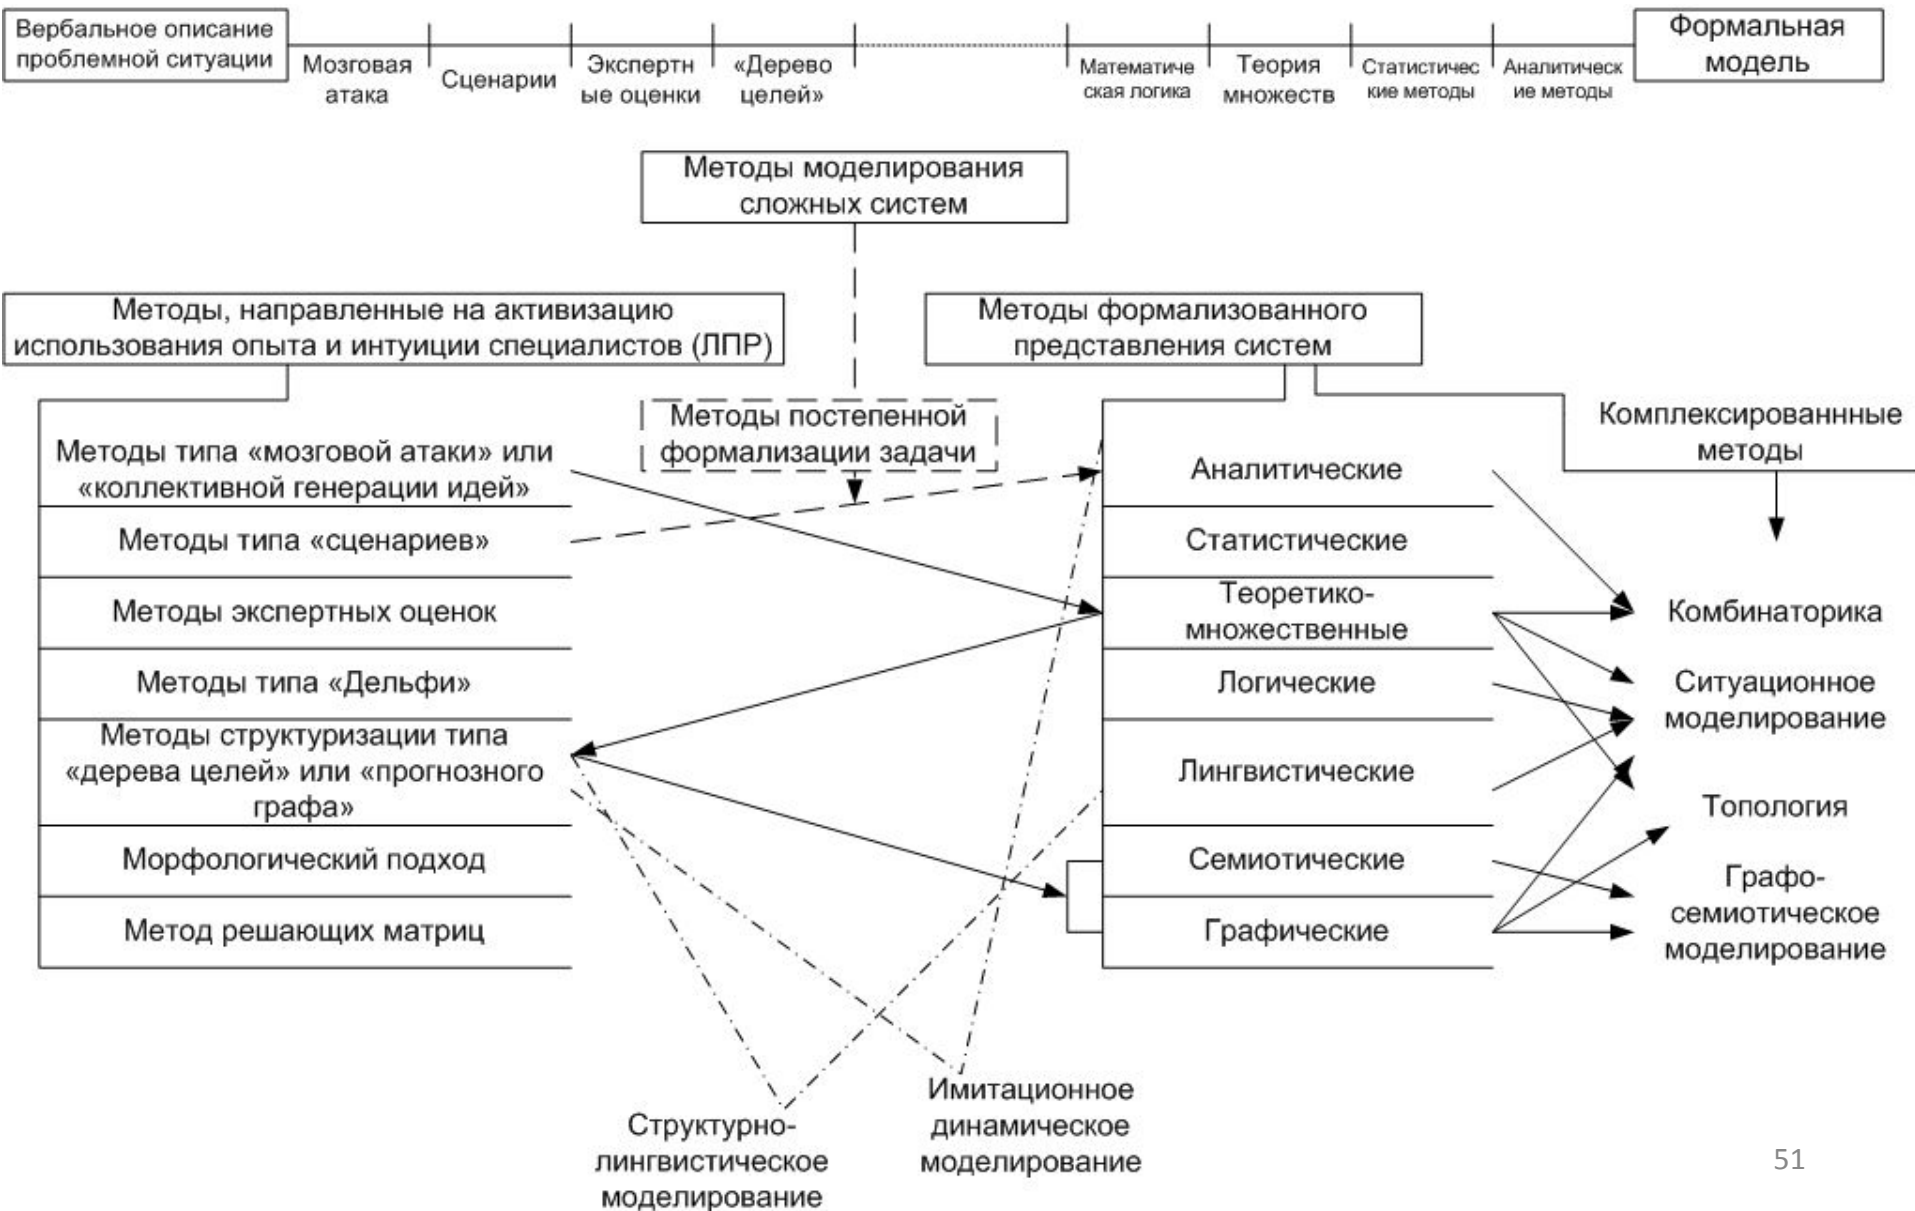 Вербальное описание
проблемной ситуации
Мозговая
атака
Сценарии
Экспертн
ые оценки
«Дерево
целей»
Математиче
ская логика
Теория
множеств
Статистичес
кие методы
Аналитическ
ие методы
Формальная
модель
Методы моделирования
сложных систем
Методы, направленные на активизацию
использования опыта и интуиции специалистов (ЛПР)
Методы формализованного
представления систем
Методы постепенной
формализации задачи
Комплексированнные
методы
Методы типа «мозговой атаки» или
«коллективной генерации идей»
Методы типа «сценариев»
Методы экспертных оценок
Методы типа «Дельфи»
Методы структуризации типа
«дерева целей» или «прогнозного
графа»
Морфологический подход
Метод решающих матриц
Аналитические
Статистические
Теоретико-
множественные
Логические
Лингвистические
Семиотические
Графические
Комбинаторика
Ситуационное
моделирование
Топология
Графо-
семиотическое
моделирование
Структурно-
лингвистическое
моделирование
Имитационное
динамическое
моделирование
51